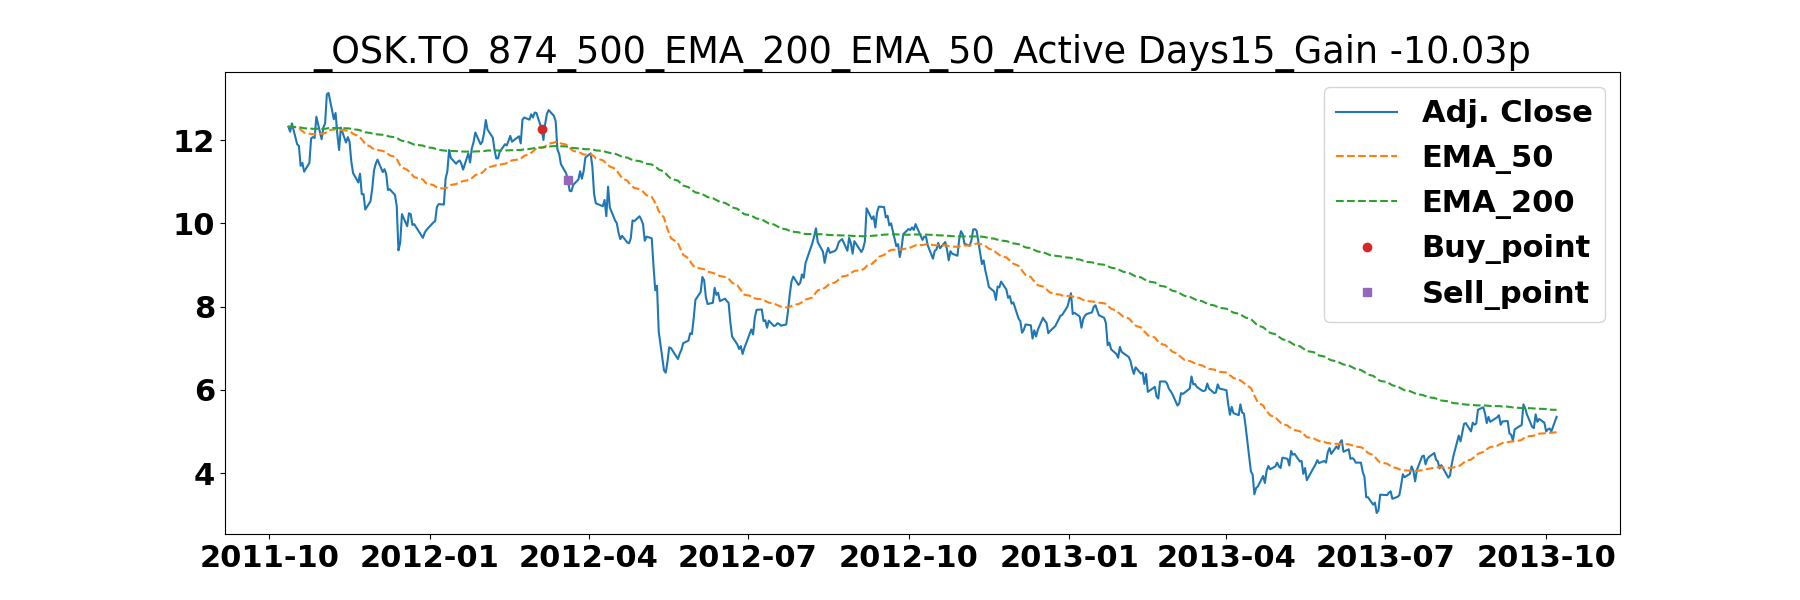 _OSK.TO_874_500_EMA_200_EMA_50_Active Days15_Gain -10.03p
Adj. Close
EMA_50
EMA_200
Buy_point
Sell_point
12
10
8
6
4
2011-10 2012-01 2012-04 2012-07 2012-10 2013-01 2013-04 2013-07 2013-10